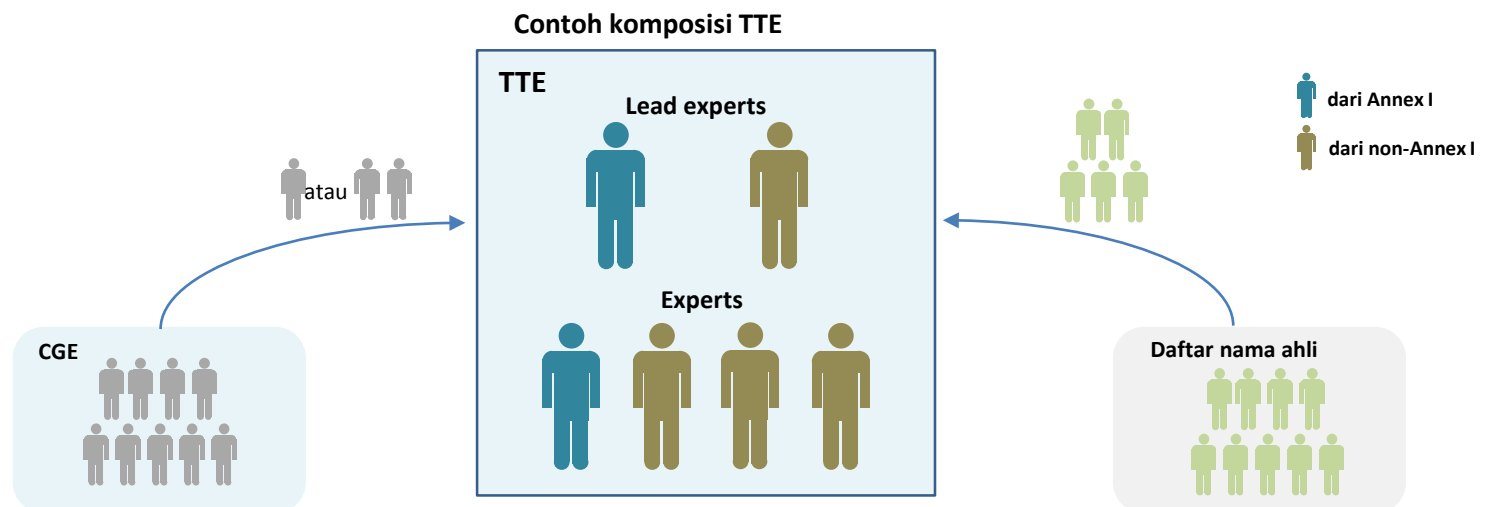 Contoh komposisi TTE
TTE
Lead experts
dari Annex I
dari non-Annex I
atau
Experts
CGE
Daftar nama ahli